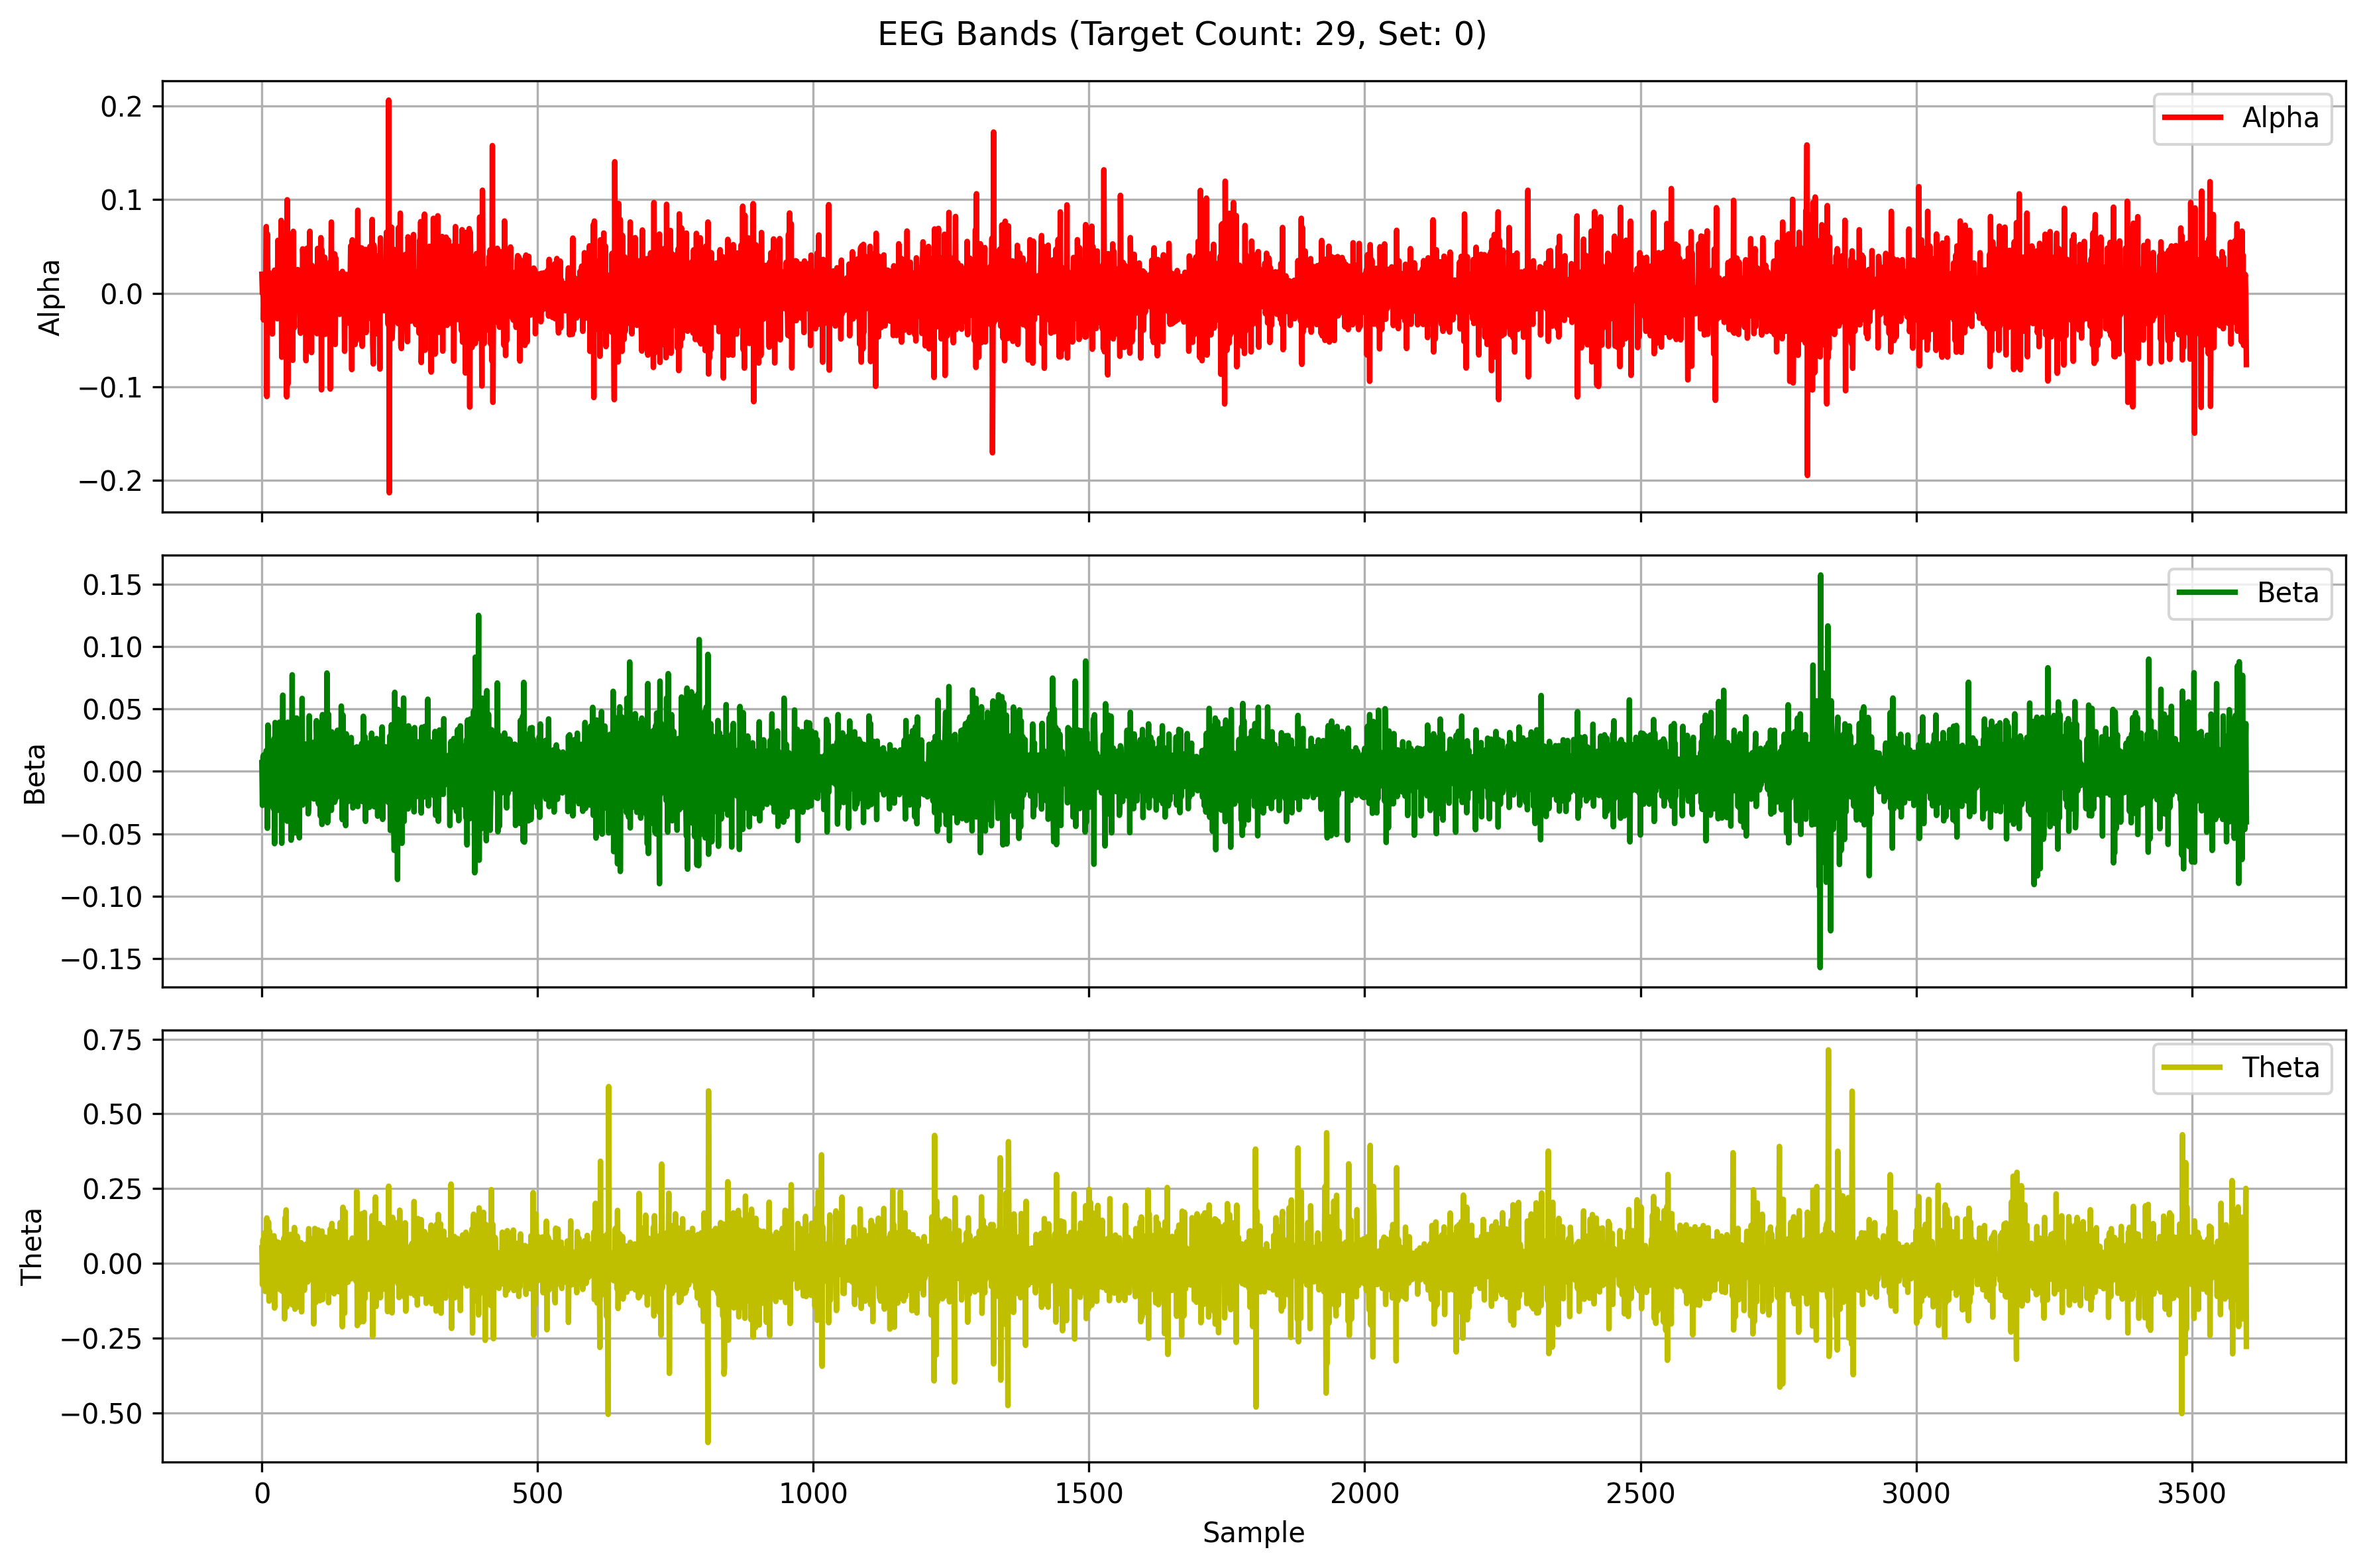 EEG Bands (Target Count: 29, Set: 0)
0.2
0.1
0.0
−0.1
−0.2
Alpha
Alpha
0.15
0.10
0.05
0.00
−0.05
−0.10
−0.15
Beta
Beta
0.75
0.50
0.25
0.00
−0.25
−0.50
Theta
Theta
0 500 1000 1500 2000 2500 3000 3500
Sample